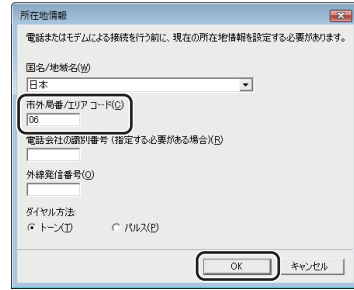 所在地情報
電話またはモデムによる接続を行う前に、現在の所在地情報を設定する必要があります。
国名/地域名(W)
日本
市外局番/エリア コード(C)
06
電話会社の識別番号 (指定する必要がある場合)(R)
外線発信番号(O)
ダイヤル方法:
トーン(T) パルス(P)
OK キャンセル